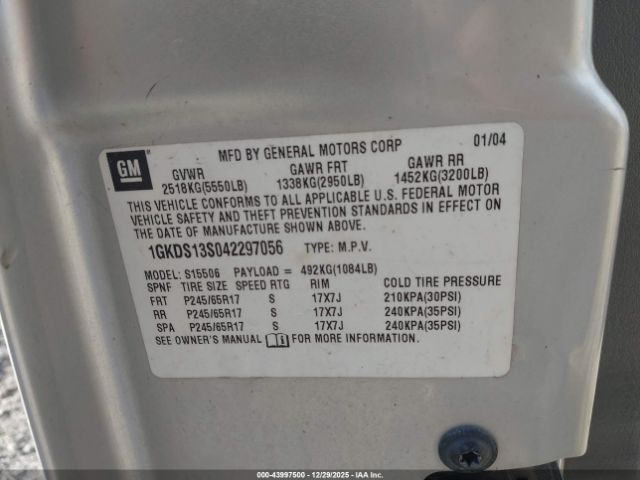 MFD BY GENERAL MOTORS CORP 01/04
GM
GVWR GAWR FRT GAWR RR
2518KG(5550LB) 1338KG(2950LB) 1452KG(3200LB)
THIS VEHICLE CONFORMS TO ALL APPLICABLE U.S. FEDERAL MOTOR
VEHICLE SAFETY AND THEFT PREVENTION STANDARDS IN EFFECT ON
THE DATE OF MANUFACTURE SHOWN ABOVE.
1GKDS13S042297056 TYPE: M.P.V.
MODEL: S15506 PAYLOAD = 492KG(1084LB)
SPNF TIRE SIZE SPEED RTG RIM COLD TIRE PRESSURE
FRT P245/65R17 S 17X7J 210KPA(30PSI)
RR P245/65R17 S 17X7J 240KPA(35PSI)
SPA P245/65R17 S 17X7J 240KPA(35PSI)
SEE OWNER'S MANUAL FOR MORE INFORMATION.
000-43997500 - 12/29/2025 - IAAI.COM